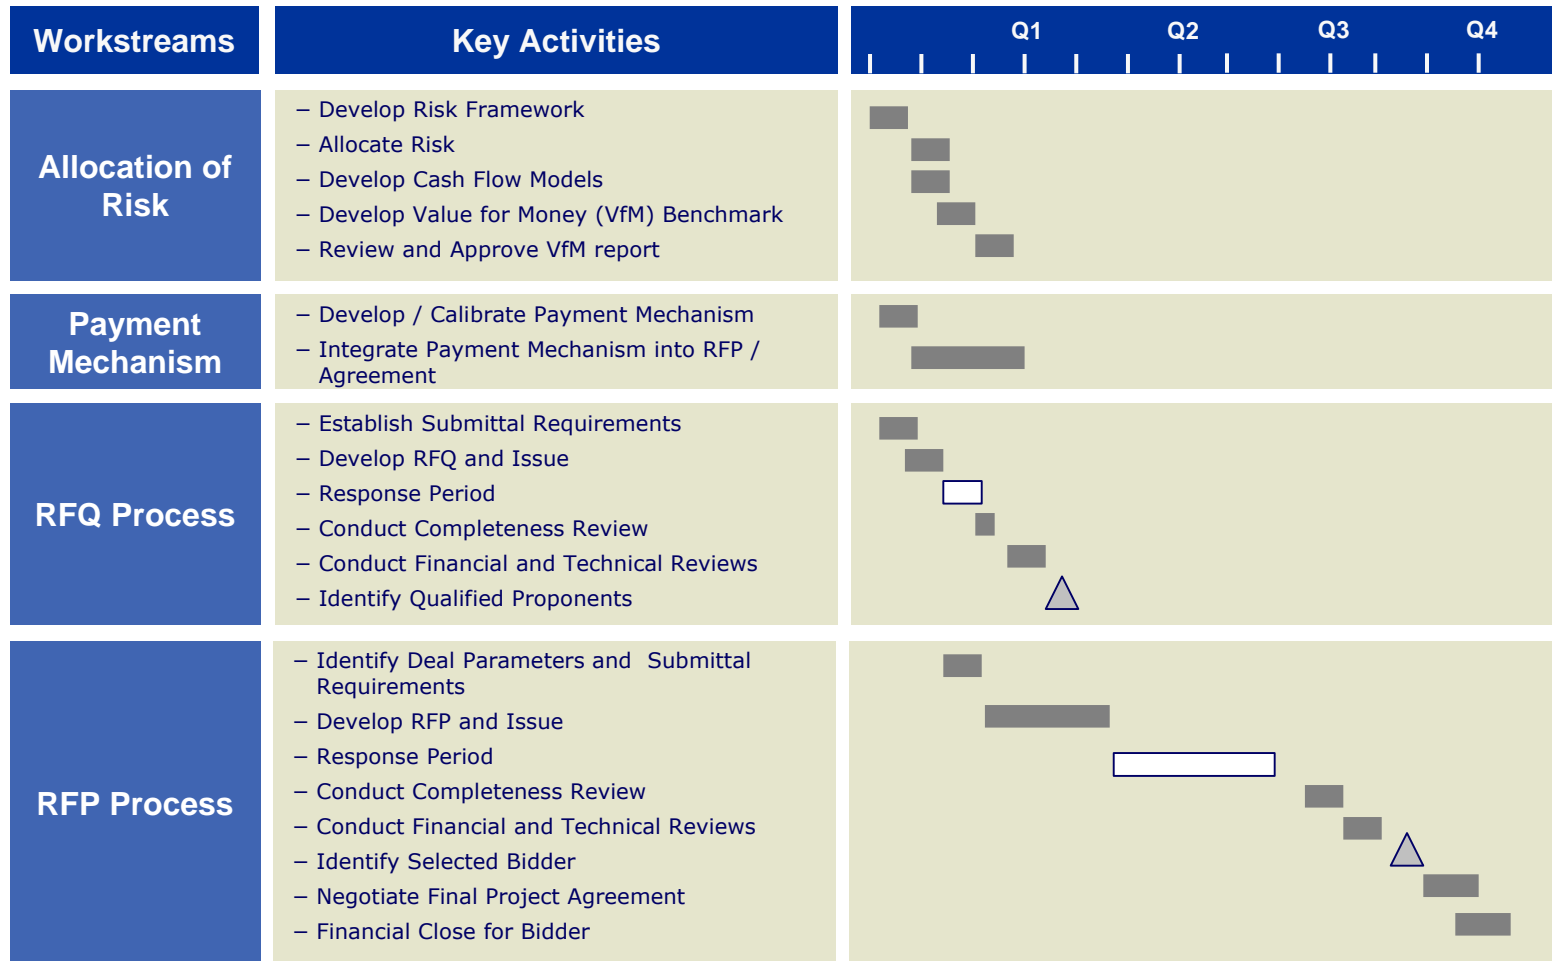 Workstreams
Key Activities
Q1
Q2
Q3
Q4
Allocation of
Risk
– Develop Risk Framework
– Allocate Risk
– Develop Cash Flow Models
– Develop Value for Money (VfM) Benchmark
– Review and Approve VfM report
Payment
Mechanism
– Develop / Calibrate Payment Mechanism
– Integrate Payment Mechanism into RFP /
Agreement
RFQ Process
– Establish Submittal Requirements
– Develop RFQ and Issue
– Response Period
– Conduct Completeness Review
– Conduct Financial and Technical Reviews
– Identify Qualified Proponents
RFP Process
– Identify Deal Parameters and  Submittal
Requirements
– Develop RFP and Issue
– Response Period
– Conduct Completeness Review
– Conduct Financial and Technical Reviews
– Identify Selected Bidder
– Negotiate Final Project Agreement
– Financial Close for Bidder